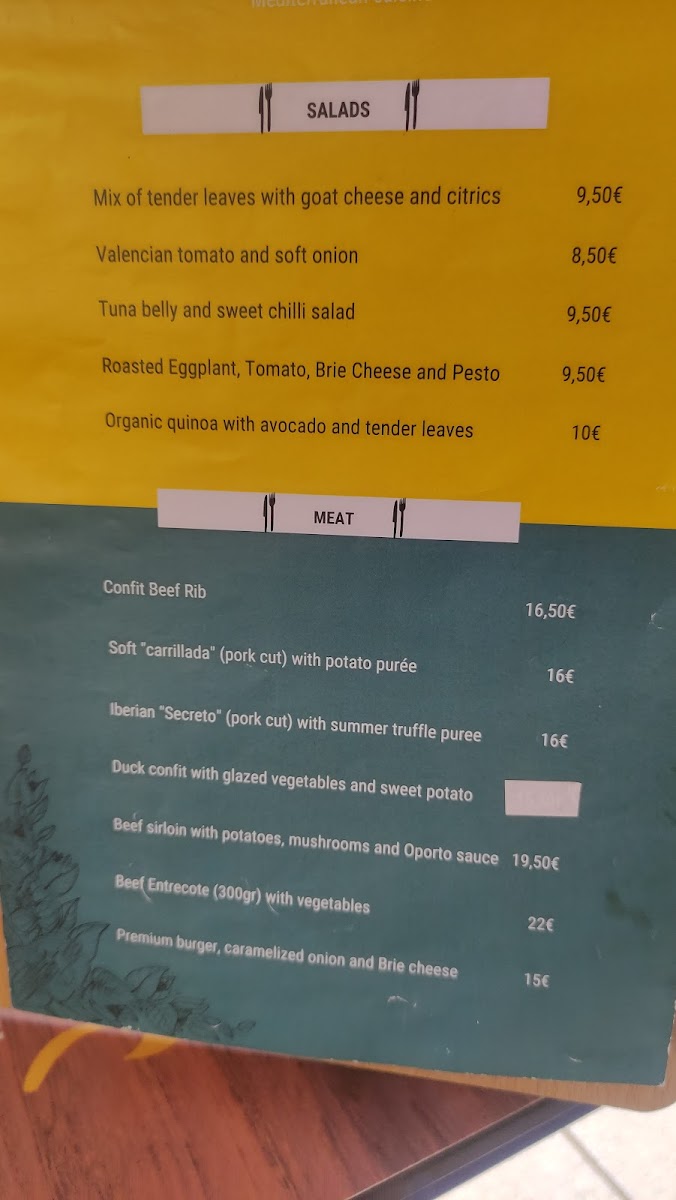 Mediterranean cuisine
SALADS
Mix of tender leaves with goat cheese and citrics 9,50€
Valencian tomato and soft onion 8,50€
Tuna belly and sweet chilli salad 9,50€
Roasted Eggplant, Tomato, Brie Cheese and Pesto 9,50€
Organic quinoa with avocado and tender leaves 10€
MEAT
Confit Beef Rib 16,50€
Soft "carrillada" (pork cut) with potato purée 16€
Iberian "Secreto" (pork cut) with summer truffle puree 16€
Duck confit with glazed vegetables and sweet potato
Beef sirloin with potatoes, mushrooms and Oporto sauce 19,50€
Beef Entrecote (300gr) with vegetables 22€
Premium burger, caramelized onion and Brie cheese 15€